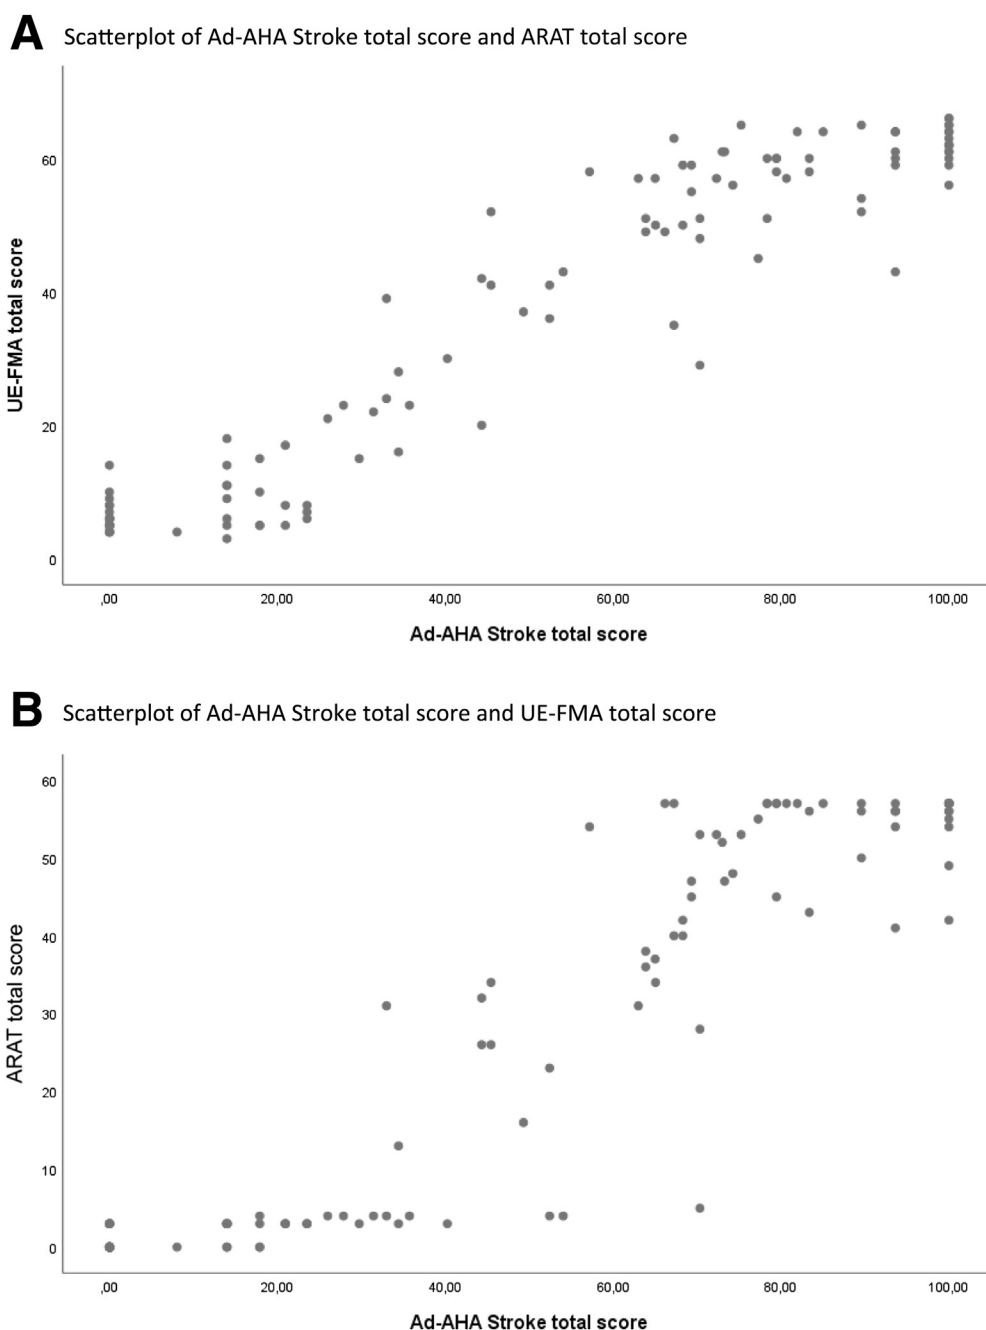 A Scatterplot of Ad-AHA Stroke total score and ARAT total score
UE-FMA total score
60
40
20
0
,00 20,00 40,00 60,00 80,00 100,00
Ad-AHA Stroke total score
B Scatterplot of Ad-AHA Stroke total score and UE-FMA total score
ARAT total score
60
50
40
30
20
10
0
,00 20,00 40,00 60,00 80,00 100,00
Ad-AHA Stroke total score